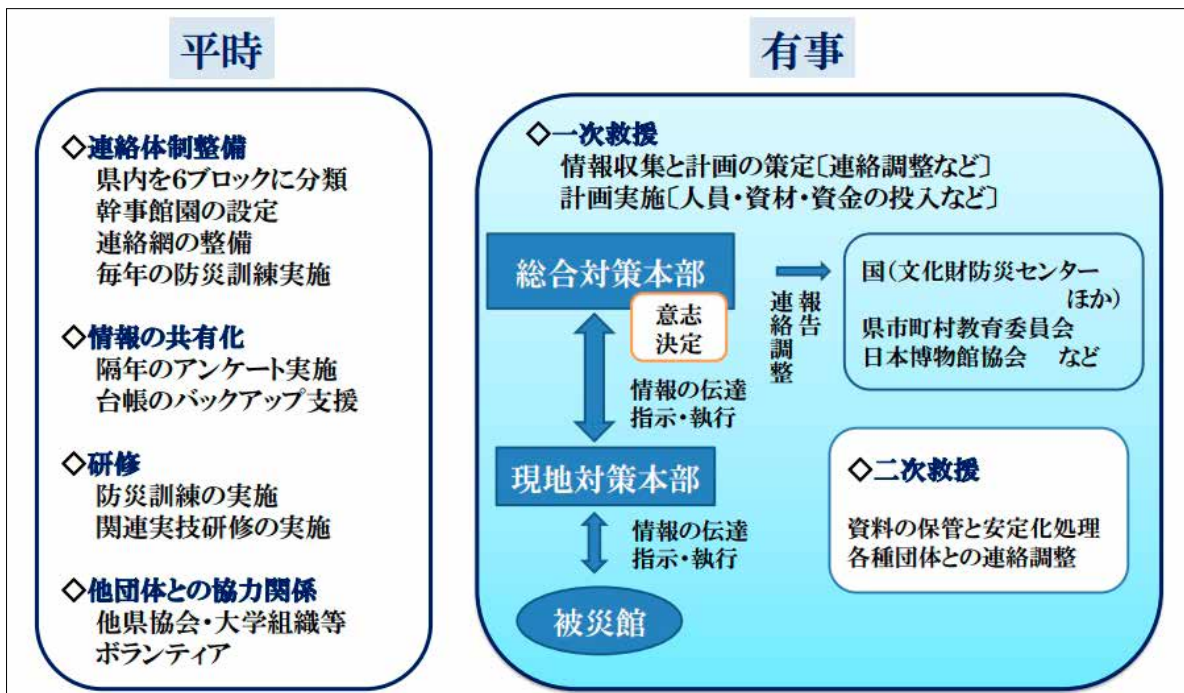 平時
◇連絡体制整備
県内を6ブロックに分類
幹事館園の設定
連絡網の整備
毎年の防災訓練実施
◇情報の共有化
隔年のアンケート実施
台帳のバックアップ支援
◇研修
防災訓練の実施
関連実技研修の実施
◇他団体との協力関係
他県協会・大学組織等
ボランティア
有事
◇一次救援
情報収集と計画の策定〔連絡調整など〕
計画実施〔人員・資材・資金の投入など〕
総合対策本部
意志
決定
報告
連絡調整
国(文化財防災センター
ほか)
県市町村教育委員会
日本博物館協会 など
情報の伝達
指示・執行
現地対策本部
情報の伝達
指示・執行
被災館
◇二次救援
資料の保管と安定化処理
各種団体との連絡調整